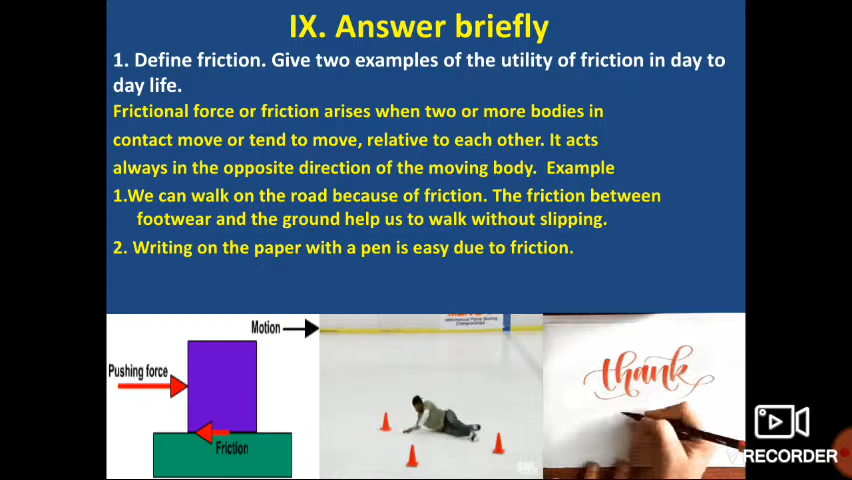 IX. Answer briefly
1. Define friction. Give two examples of the utility of friction in day to
day life.
Frictional force or friction arises when two or more bodies in
contact move or tend to move, relative to each other. It acts
always in the opposite direction of the moving body.  Example
1.We can walk on the road because of friction. The friction between
footwear and the ground help us to walk without slipping.
2. Writing on the paper with a pen is easy due to friction.
Motion
Pushing force
Friction
thank
VRECORDER